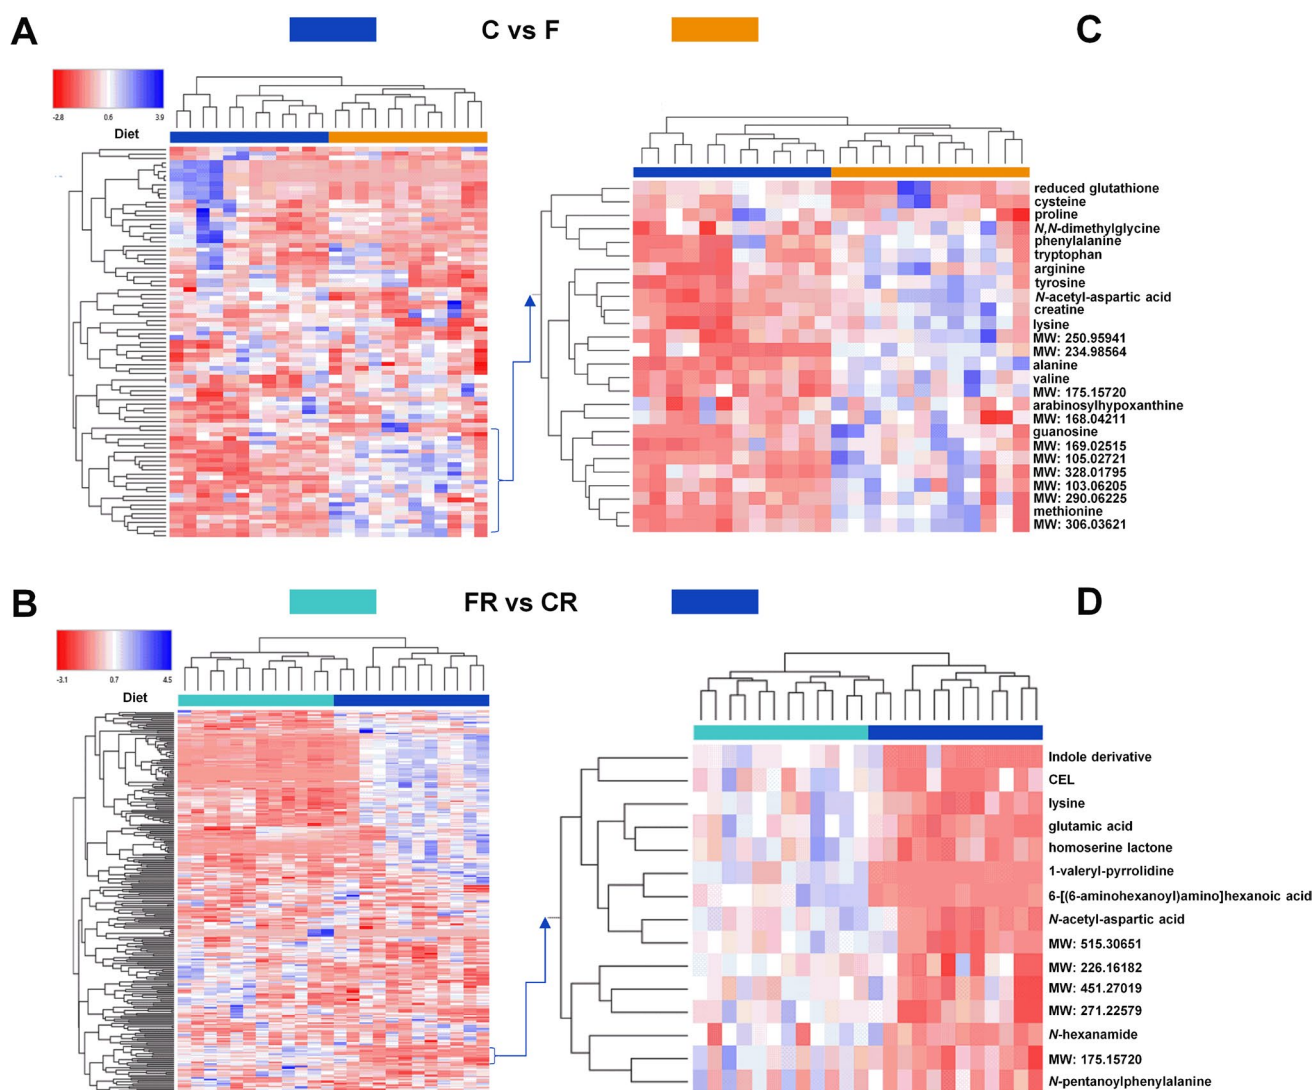 A
C vs F
C
-2.8 0.6 3.9
Diet
reduced glutathione
cysteine
proline
N,N-dimethylglycine
phenylalanine
tryptophan
arginine
tyrosine
N-acetyl-aspartic acid
creatine
lysine
MW: 250.95941
MW: 234.98564
alanine
valine
MW: 175.15720
arabinosylhypoxanthine
MW: 168.04211
guanosine
MW: 169.02515
MW: 105.02721
MW: 328.01795
MW: 103.06205
MW: 290.06225
methionine
MW: 306.03621
B
FR vs CR
D
-3.1 0.7 4.5
Diet
Indole derivative
CEL
lysine
glutamic acid
homoserine lactone
1-valeryl-pyrrolidine
6-[(6-aminohexanoyl)amino]hexanoic acid
N-acetyl-aspartic acid
MW: 515.30651
MW: 226.16182
MW: 451.27019
MW: 271.22579
N-hexanamide
MW: 175.15720
N-pentanoylphenylalanine